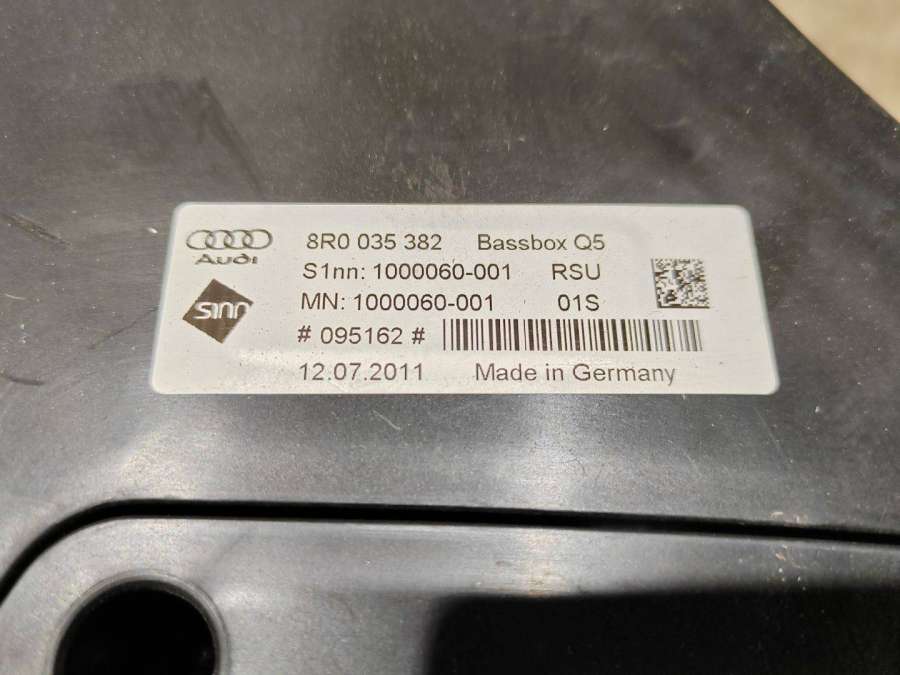 8R0 035 382 Bassbox Q5
Audi
S1nn: 1000060-001 RSU
s1nn
MN: 1000060-001 01S
# 095162 #
12.07.2011 Made in Germany